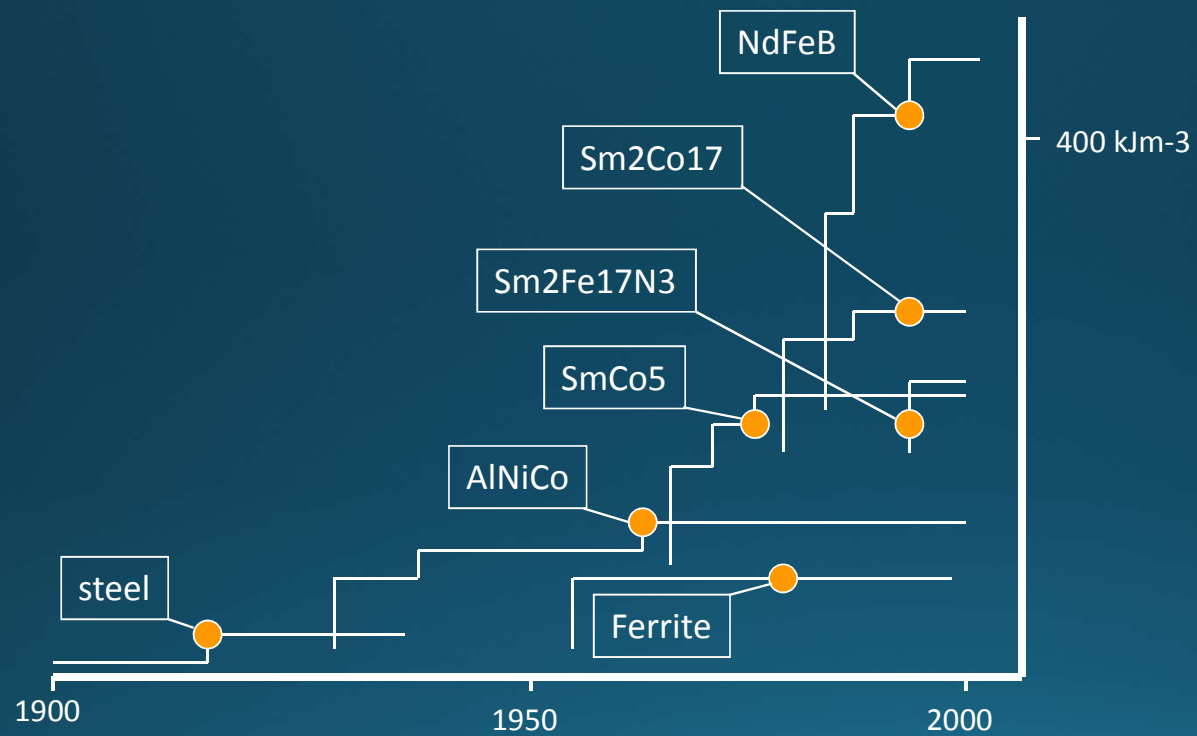 NdFeB
400 kJm-3
Sm2Co17
Sm2Fe17N3
SmCo5
AlNiCo
steel
Ferrite
1900
1950
2000